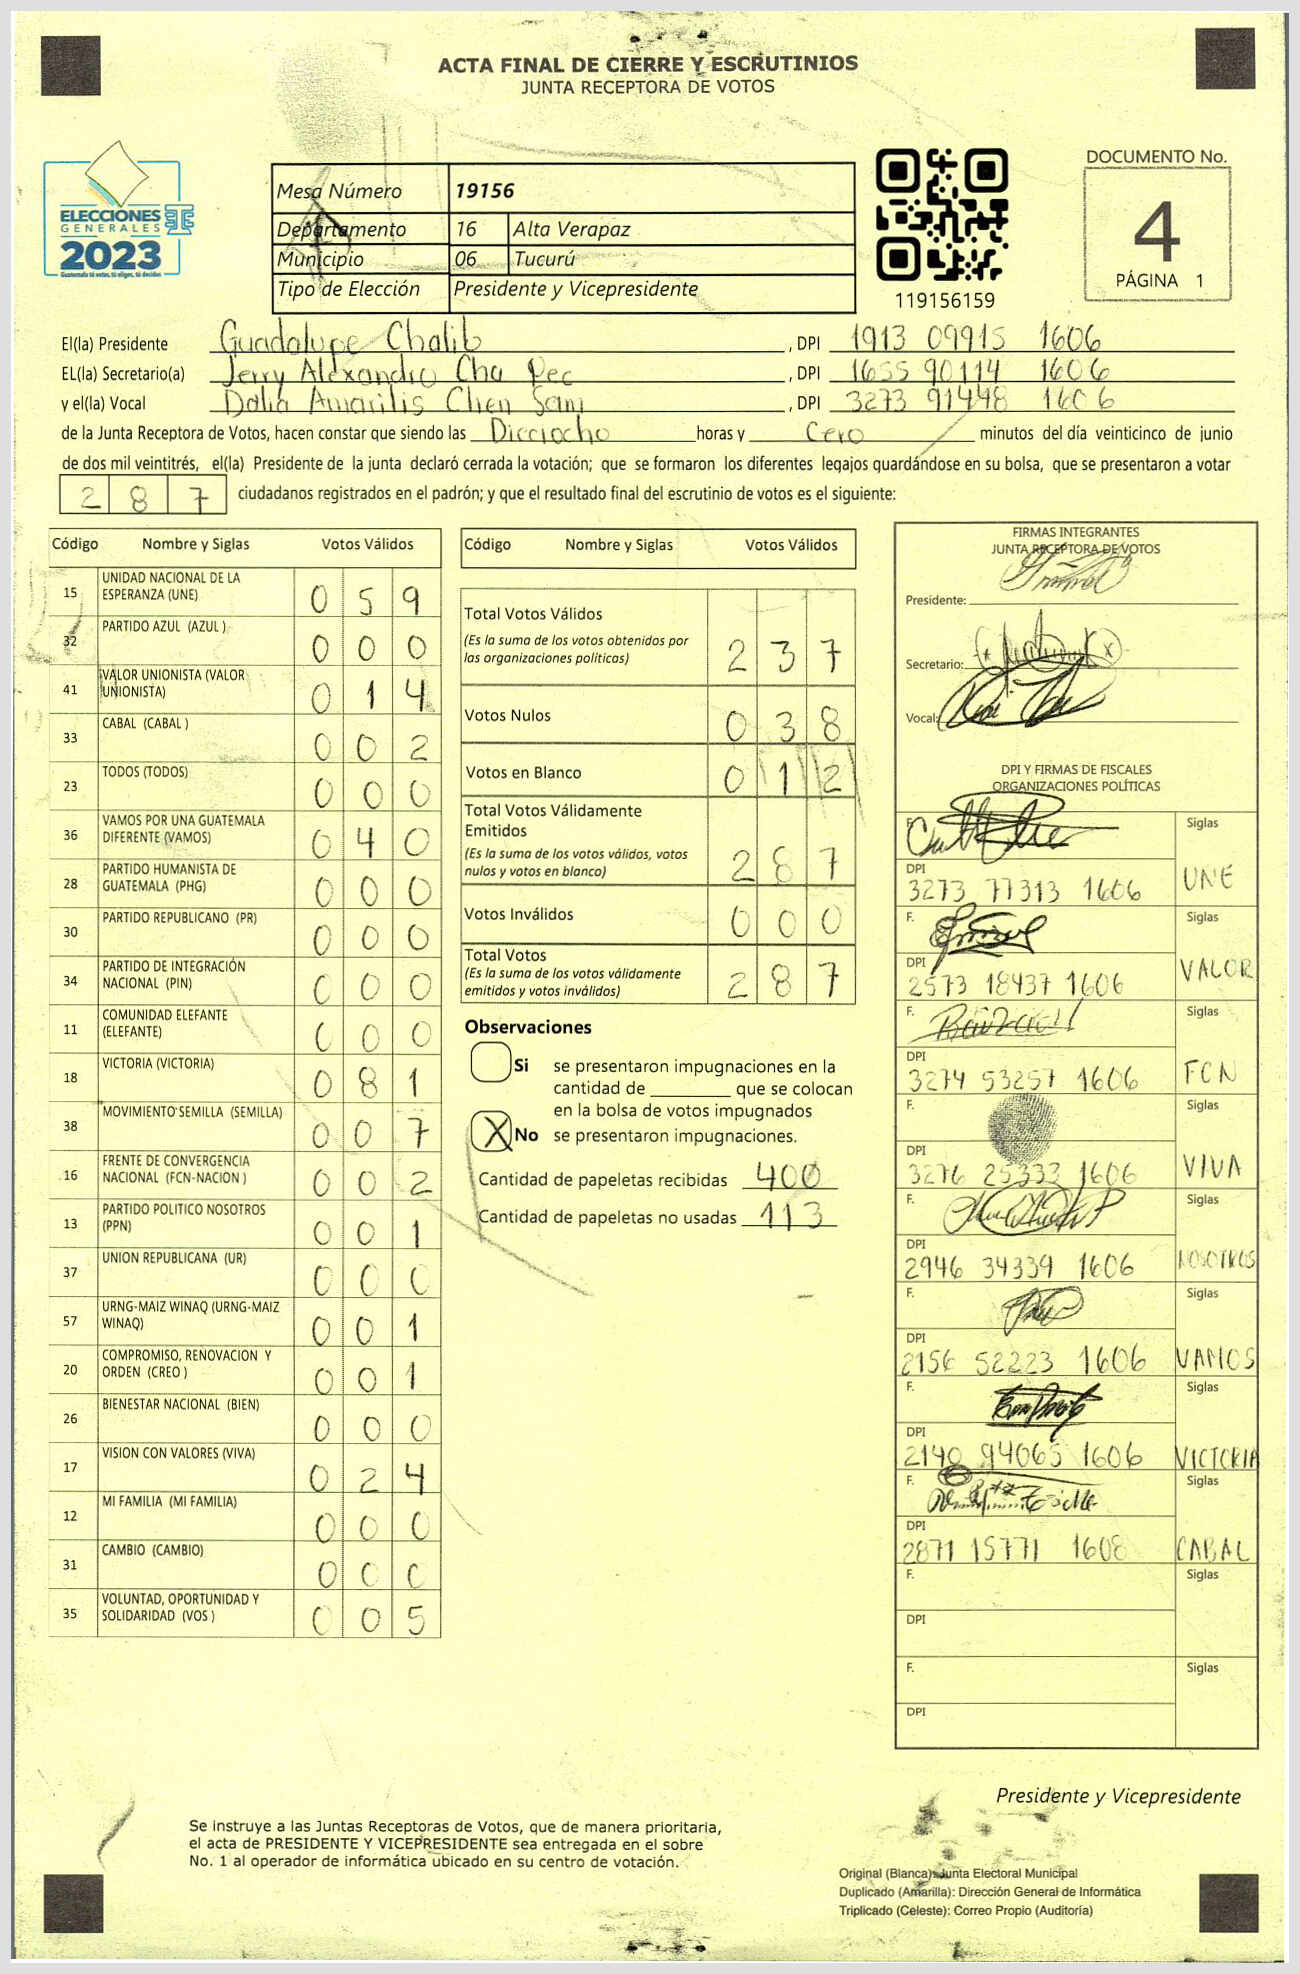 ACTA FINAL DE CIERRE Y ESCRUTINIOS
JUNTA RECEPTORA DE VOTOS
ELECCIONES
GENERALES
2023
Guatemala tú votas, tú eliges, tú decides
Mesa Número 19156
Departamento 16 Alta Verapaz
Municipio 06 Tucurú
Tipo de Elección Presidente y Vicepresidente
119156159
DOCUMENTO No.
4
PÁGINA 1
El(la) Presidente Guadalupe Chalib, DPI 1913 09915 1606
EL(la) Secretario(a) Jerry Alexandro Cha Pec, DPI 1655 90114 1606
y el(la) Vocal Dalia Amarilis Chen Sam, DPI 3273 91448 1606
de la Junta Receptora de Votos, hacen constar que siendo las Dicciocho horas y Cero minutos del día veinticinco de junio
de dos mil veintitrés, el(la) Presidente de la junta declaró cerrada la votación; que se formaron los diferentes legajos guardándose en su bolsa, que se presentaron a votar
2 8 7 ciudadanos registrados en el padrón; y que el resultado final del escrutinio de votos es el siguiente:
Código Nombre y Siglas Votos Válidos
15 UNIDAD NACIONAL DE LA ESPERANZA (UNE) 0 5 9
32 PARTIDO AZUL (AZUL ) 0 0 0
41 VALOR UNIONISTA (VALOR UNIONISTA) 0 1 4
33 CABAL (CABAL ) 0 0 2
23 TODOS (TODOS) 0 0 0
36 VAMOS POR UNA GUATEMALA DIFERENTE (VAMOS) 0 4 0
28 PARTIDO HUMANISTA DE GUATEMALA (PHG) 0 0 0
30 PARTIDO REPUBLICANO (PR) 0 0 0
34 PARTIDO DE INTEGRACIÓN NACIONAL (PIN) 0 0 0
11 COMUNIDAD ELEFANTE (ELEFANTE) 0 0 0
18 VICTORIA (VICTORIA) 0 8 1
38 MOVIMIENTO SEMILLA (SEMILLA) 0 0 7
16 FRENTE DE CONVERGENCIA NACIONAL (FCN-NACION ) 0 0 2
13 PARTIDO POLITICO NOSOTROS (PPN) 0 0 1
37 UNION REPUBLICANA (UR) 0 0 0
57 URNG-MAIZ WINAQ (URNG-MAIZ WINAQ) 0 0 1
20 COMPROMISO, RENOVACION Y ORDEN (CREO ) 0 0 1
26 BIENESTAR NACIONAL (BIEN) 0 0 0
17 VISION CON VALORES (VIVA) 0 2 4
12 MI FAMILIA (MI FAMILIA) 0 0 0
31 CAMBIO (CAMBIO) 0 0 0
35 VOLUNTAD, OPORTUNIDAD Y SOLIDARIDAD (VOS ) 0 0 5
Código Nombre y Siglas Votos Válidos
Total Votos Válidos 2 3 7
(Es la suma de los votos obtenidos por
las organizaciones políticas)
Votos Nulos 0 3 8
Votos en Blanco 0 1 2
Total Votos Válidamente
Emitidos 2 8 7
(Es la suma de los votos válidos, votos
nulos y votos en blanco)
Votos Inválidos 0 0 0
Total Votos 2 8 7
(Es la suma de los votos válidamente
emitidos y votos inválidos)
Observaciones
Si se presentaron impugnaciones en la
cantidad de ________ que se colocan
en la bolsa de votos impugnados
X No se presentaron impugnaciones.
Cantidad de papeletas recibidas 400
Cantidad de papeletas no usadas 113
FIRMAS INTEGRANTES
JUNTA RECEPTORA DE VOTOS
Presidente:
Secretario:
Vocal:
DPI Y FIRMAS DE FISCALES
ORGANIZACIONES POLÍTICAS
F. Siglas
DPI 3273 77313 1606 UNE
F. Siglas
DPI 2573 18437 1606 VALOR
F. Siglas
DPI 3274 53257 1606 FCN
F. Siglas
DPI 3276 25333 1606 VIVA
F. Siglas
DPI 2946 34339 1606 NOSOTROS
F. Siglas
DPI 2156 52223 1606 VAMOS
F. Siglas
DPI 2140 94065 1606 VICTORIA
F. Siglas
DPI 2871 15771 1608 CABAL
F. Siglas
DPI
F. Siglas
DPI
Presidente y Vicepresidente
Se instruye a las Juntas Receptoras de Votos, que de manera prioritaria,
el acta de PRESIDENTE Y VICEPRESIDENTE sea entregada en el sobre
No. 1 al operador de informática ubicado en su centro de votación.
Original (Blanca): Junta Electoral Municipal
Duplicado (Amarilla): Dirección General de Informática
Triplicado (Celeste): Correo Propio (Auditoría)